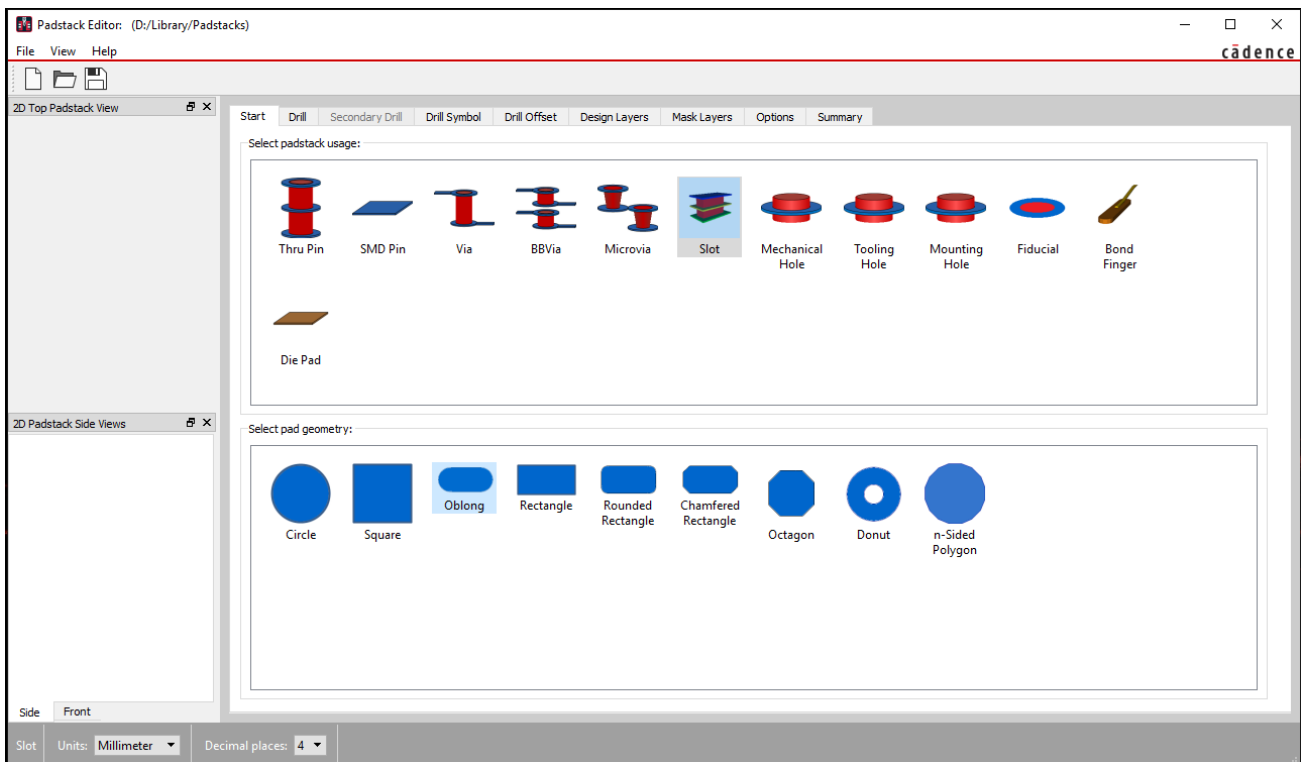 Padstack Editor: (D:/Library/Padstacks)
File View Help
cādence
2D Top Padstack View
Start Drill Secondary Drill Drill Symbol Drill Offset Design Layers Mask Layers Options Summary
Select padstack usage:
Thru Pin SMD Pin Via BBVia Microvia Slot Mechanical Hole Tooling Hole Mounting Hole Fiducial Bond Finger
Die Pad
2D Padstack Side Views
Select pad geometry:
Circle Square Oblong Rectangle Rounded Rectangle Chamfered Rectangle Octagon Donut n-Sided Polygon
Side Front
Slot Units: Millimeter Decimal places: 4